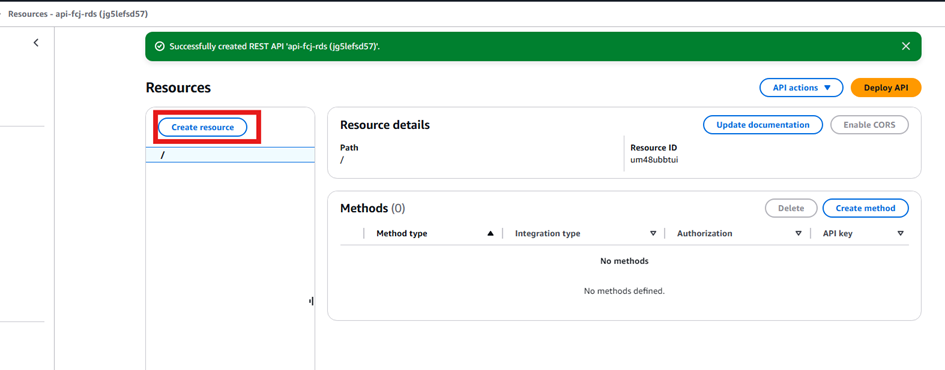 Resources - api-fcj-rds (jg5lefsd57)
Successfully created REST API 'api-fcj-rds (jg5lefsd57)'.
Resources
API actions
Deploy API
Create resource
/
Resource details
Update documentation
Enable CORS
Path
/
Resource ID
um48ubbtui
Methods (0)
Delete
Create method
Method type
Integration type
Authorization
API key
No methods
No methods defined.